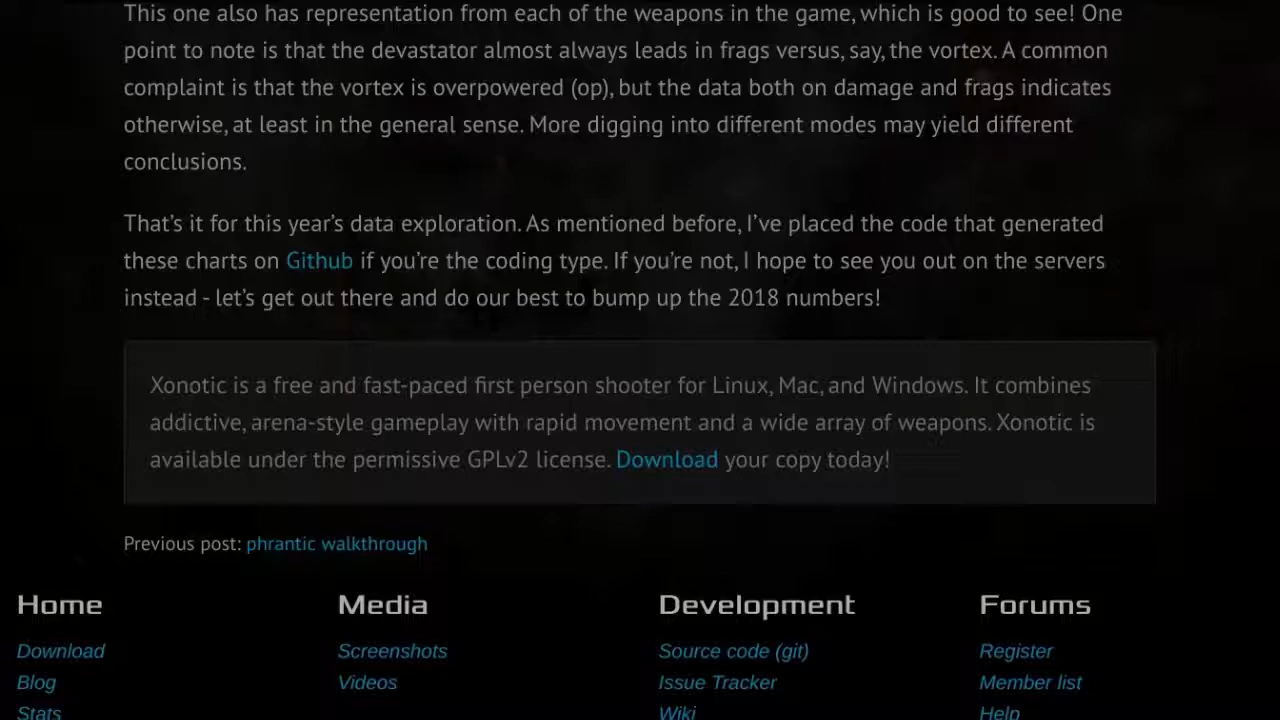 This one also has representation from each of the weapons in the game, which is good to see! One
point to note is that the devastator almost always leads in frags versus, say, the vortex. A common
complaint is that the vortex is overpowered (op), but the data both on damage and frags indicates
otherwise, at least in the general sense. More digging into different modes may yield different
conclusions.
That's it for this year's data exploration. As mentioned before, I've placed the code that generated
these charts on Github if you're the coding type. If you're not, I hope to see you out on the servers
instead - let's get out there and do our best to bump up the 2018 numbers!
Xonotic is a free and fast-paced first person shooter for Linux, Mac, and Windows. It combines
addictive, arena-style gameplay with rapid movement and a wide array of weapons. Xonotic is
available under the permissive GPLv2 license. Download your copy today!
Previous post: phrantic walkthrough
Home Media Development Forums
Download Screenshots Source code (git) Register
Blog Videos Issue Tracker Member list
Stats Wiki Help